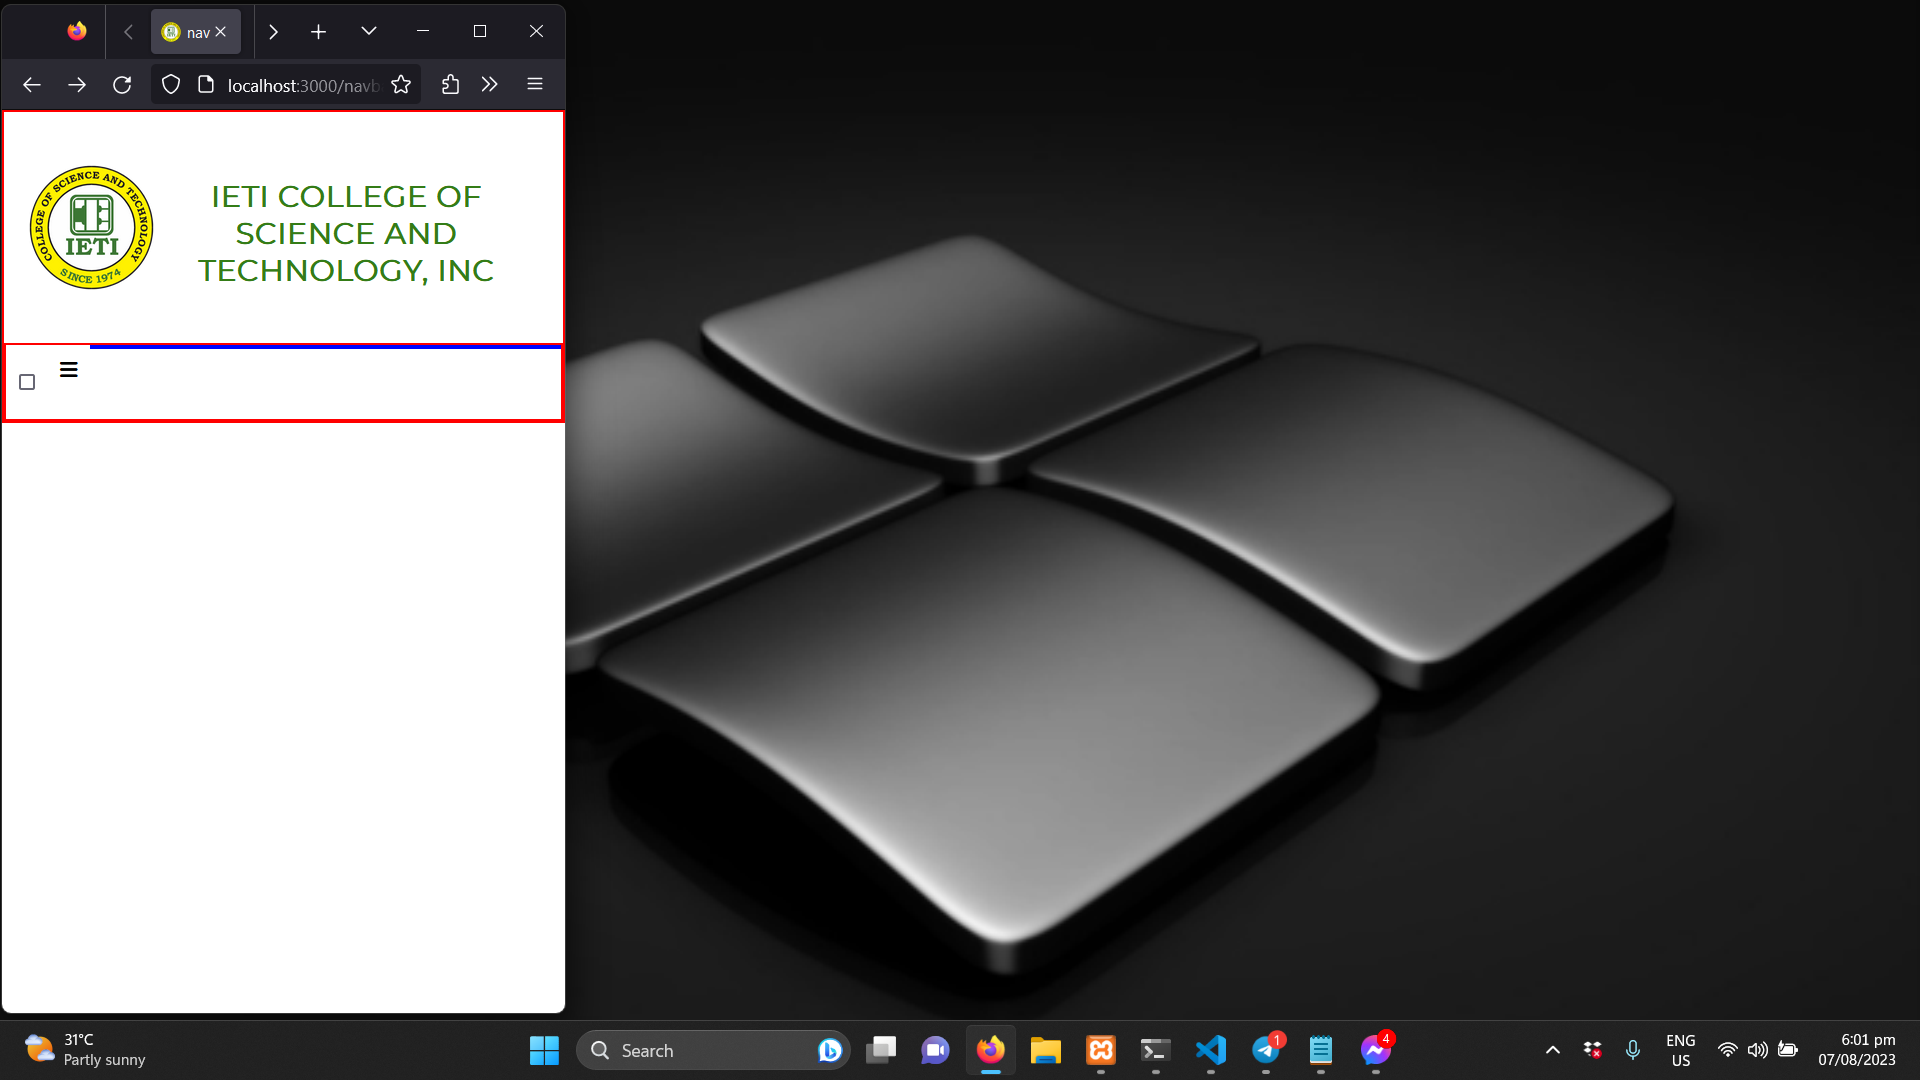 nav
localhost:3000/navb
COLLEGE OF SCIENCE AND TECHNOLOGY
IETI
SINCE 1974
IETI COLLEGE OF
SCIENCE AND
TECHNOLOGY, INC
31°C
Partly sunny
Search
1
4
ENG
US
6:01 pm
07/08/2023